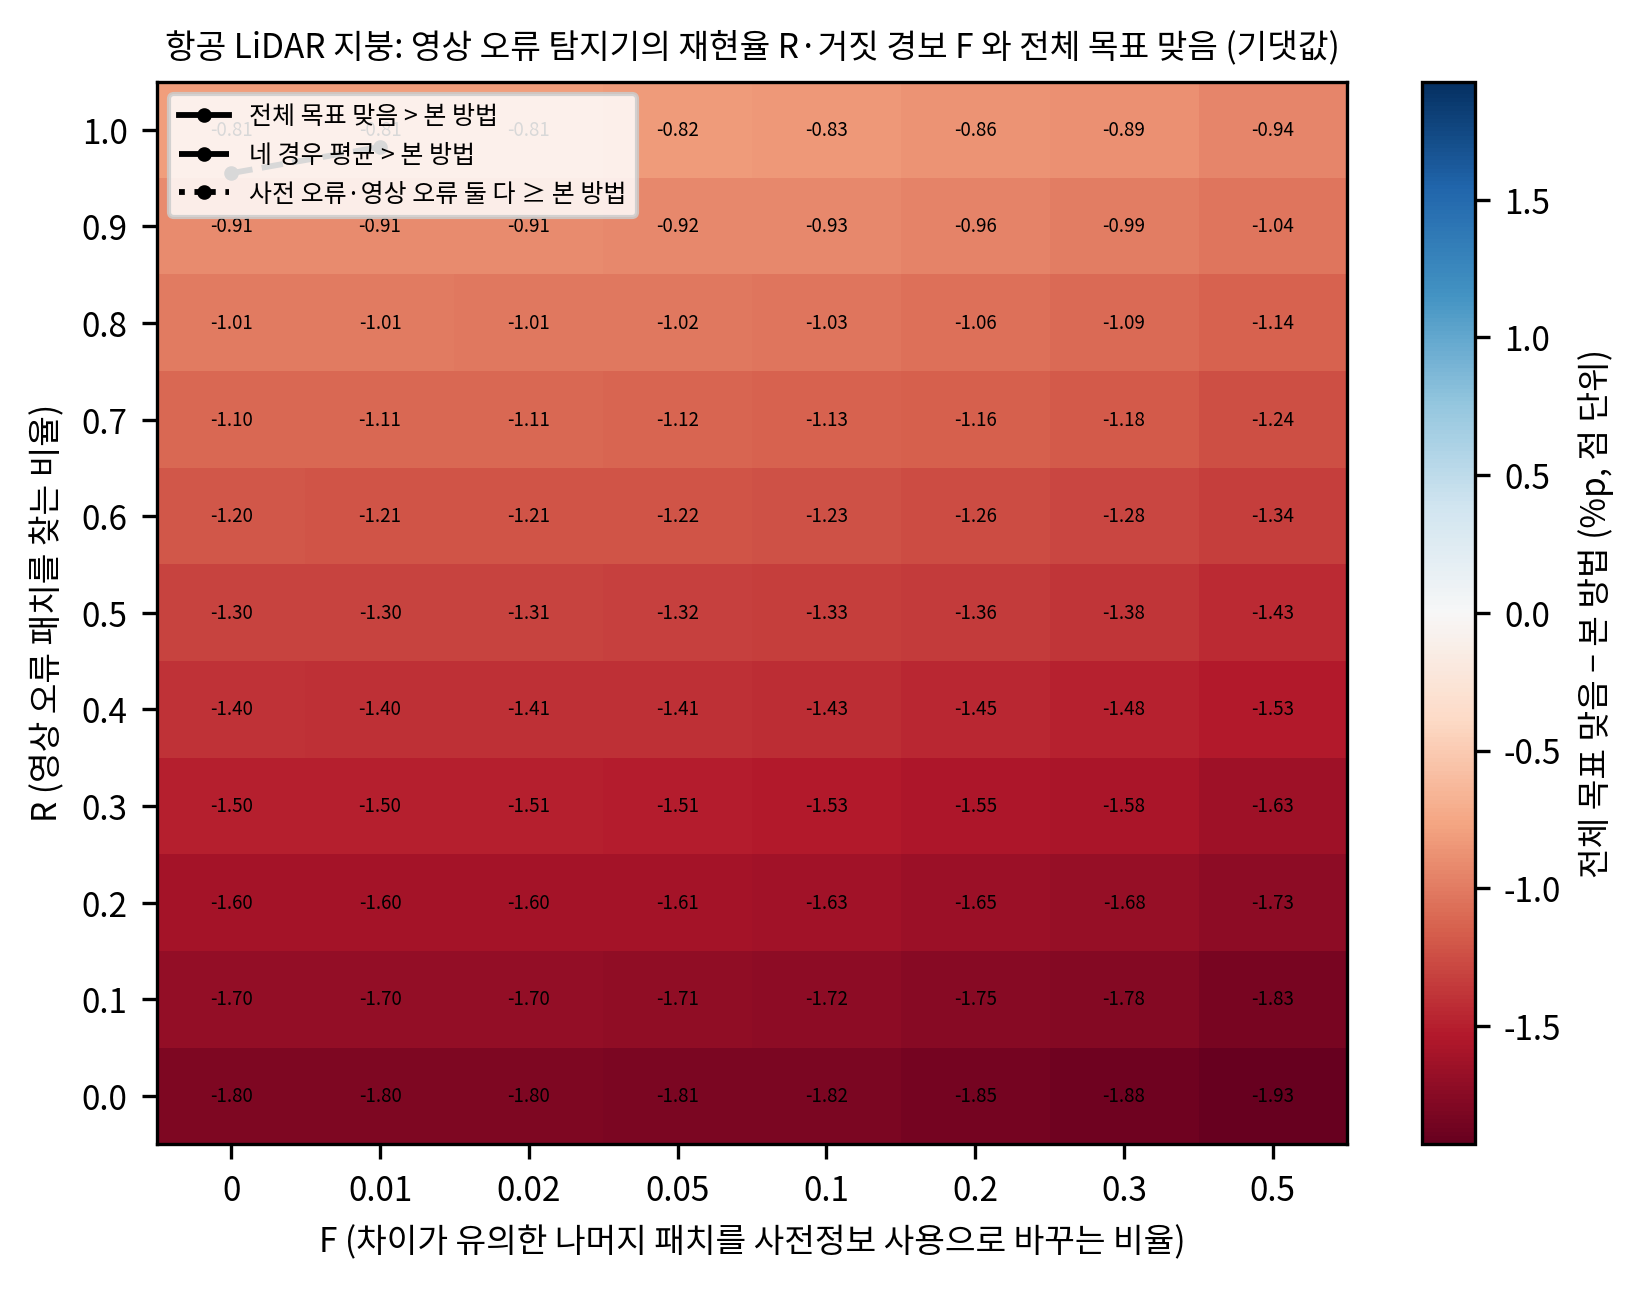 항공 LiDAR 지붕: 영상 오류 탐지기의 재현율 R·거짓 경보 F 와 전체 목표 맞음 (기댓값)
전체 목표 맞음 > 본 방법
네 경우 평균 > 본 방법
사전 오류·영상 오류 둘 다 ≥ 본 방법
R (영상 오류 패치를 찾는 비율)
1.0 -0.81 -0.81 -0.81 -0.82 -0.83 -0.86 -0.89 -0.94
0.9 -0.91 -0.91 -0.91 -0.92 -0.93 -0.96 -0.99 -1.04
0.8 -1.01 -1.01 -1.01 -1.02 -1.03 -1.06 -1.09 -1.14
0.7 -1.10 -1.11 -1.11 -1.12 -1.13 -1.16 -1.18 -1.24
0.6 -1.20 -1.21 -1.21 -1.22 -1.23 -1.26 -1.28 -1.34
0.5 -1.30 -1.30 -1.31 -1.32 -1.33 -1.36 -1.38 -1.43
0.4 -1.40 -1.40 -1.41 -1.41 -1.43 -1.45 -1.48 -1.53
0.3 -1.50 -1.50 -1.51 -1.51 -1.53 -1.55 -1.58 -1.63
0.2 -1.60 -1.60 -1.60 -1.61 -1.63 -1.65 -1.68 -1.73
0.1 -1.70 -1.70 -1.70 -1.71 -1.72 -1.75 -1.78 -1.83
0.0 -1.80 -1.80 -1.80 -1.81 -1.82 -1.85 -1.88 -1.93
0 0.01 0.02 0.05 0.1 0.2 0.3 0.5
F (차이가 유의한 나머지 패치를 사전정보 사용으로 바꾸는 비율)
1.5
1.0
0.5
0.0
-0.5
-1.0
-1.5
전체 목표 맞음 − 본 방법 (%p, 점 단위)